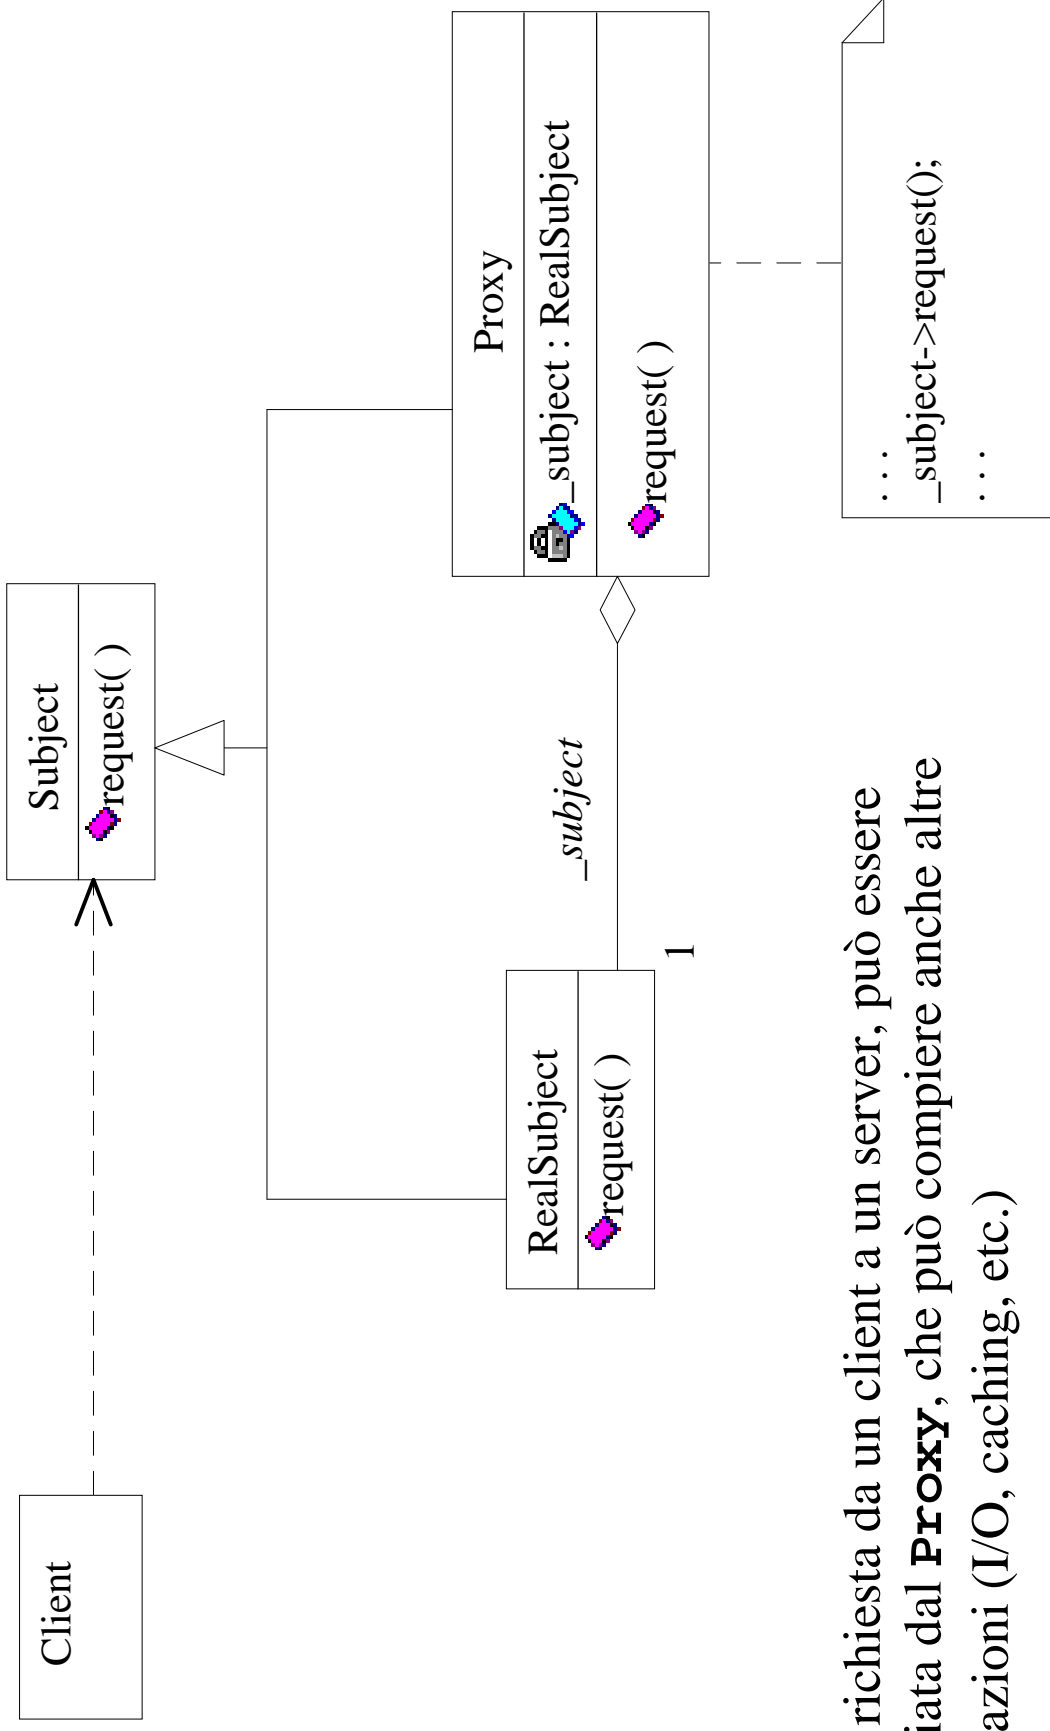 Client
Subject
request( )
RealSubject
request( )
_subject
1
Proxy
_subject : RealSubject
request( )
. . .
_subject->request();
. . .
richiesta da un client a un server, può essere
iata dal Proxy, che può compiere anche altre
azioni (I/O, caching, etc.)